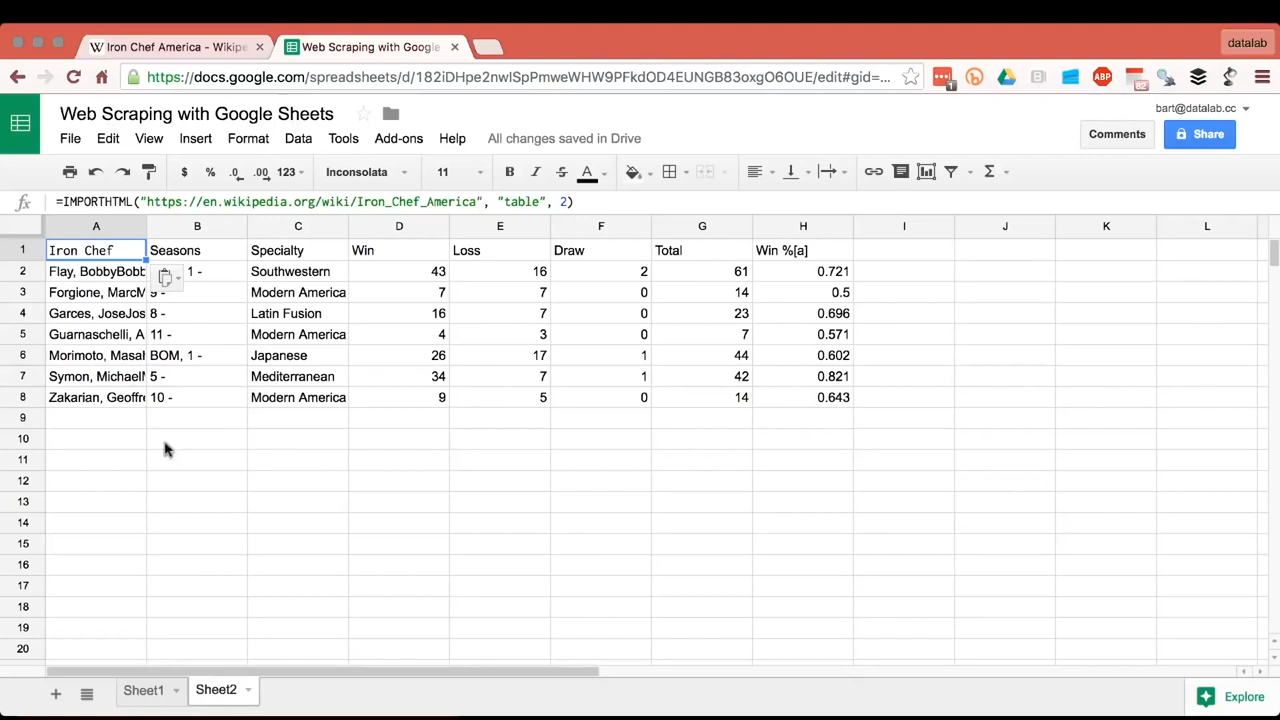 Iron Chef America - Wikipe
Web Scraping with Google
datalab
https://docs.google.com/spreadsheets/d/182iDHpe2nwlSpPmweWHW9PFkdOD4EUNGB83oxgO6OUE/edit#gid=...
Web Scraping with Google Sheets
bart@datalab.cc
File Edit View Insert Format Data Tools Add-ons Help All changes saved in Drive
Comments Share
$ % .0 .00 123 Inconsolata 11 B I S A
fx =IMPORTHTML("https://en.wikipedia.org/wiki/Iron_Chef_America", "table", 2)
A B C D E F G H I J K L
1 Iron Chef Seasons Specialty Win Loss Draw Total Win %[a]
2 Flay, BobbyBobb 1 - Southwestern 43 16 2 61 0.721
3 Forgione, MarcM 9 - Modern America 7 7 0 14 0.5
4 Garces, JoseJos 8 - Latin Fusion 16 7 0 23 0.696
5 Guarnaschelli, A 11 - Modern America 4 3 0 7 0.571
6 Morimoto, Masah BOM, 1 - Japanese 26 17 1 44 0.602
7 Symon, MichaelM 5 - Mediterranean 34 7 1 42 0.821
8 Zakarian, Geoffre 10 - Modern America 9 5 0 14 0.643
9
10
11
12
13
14
15
16
17
18
19
20
Sheet1 Sheet2
Explore